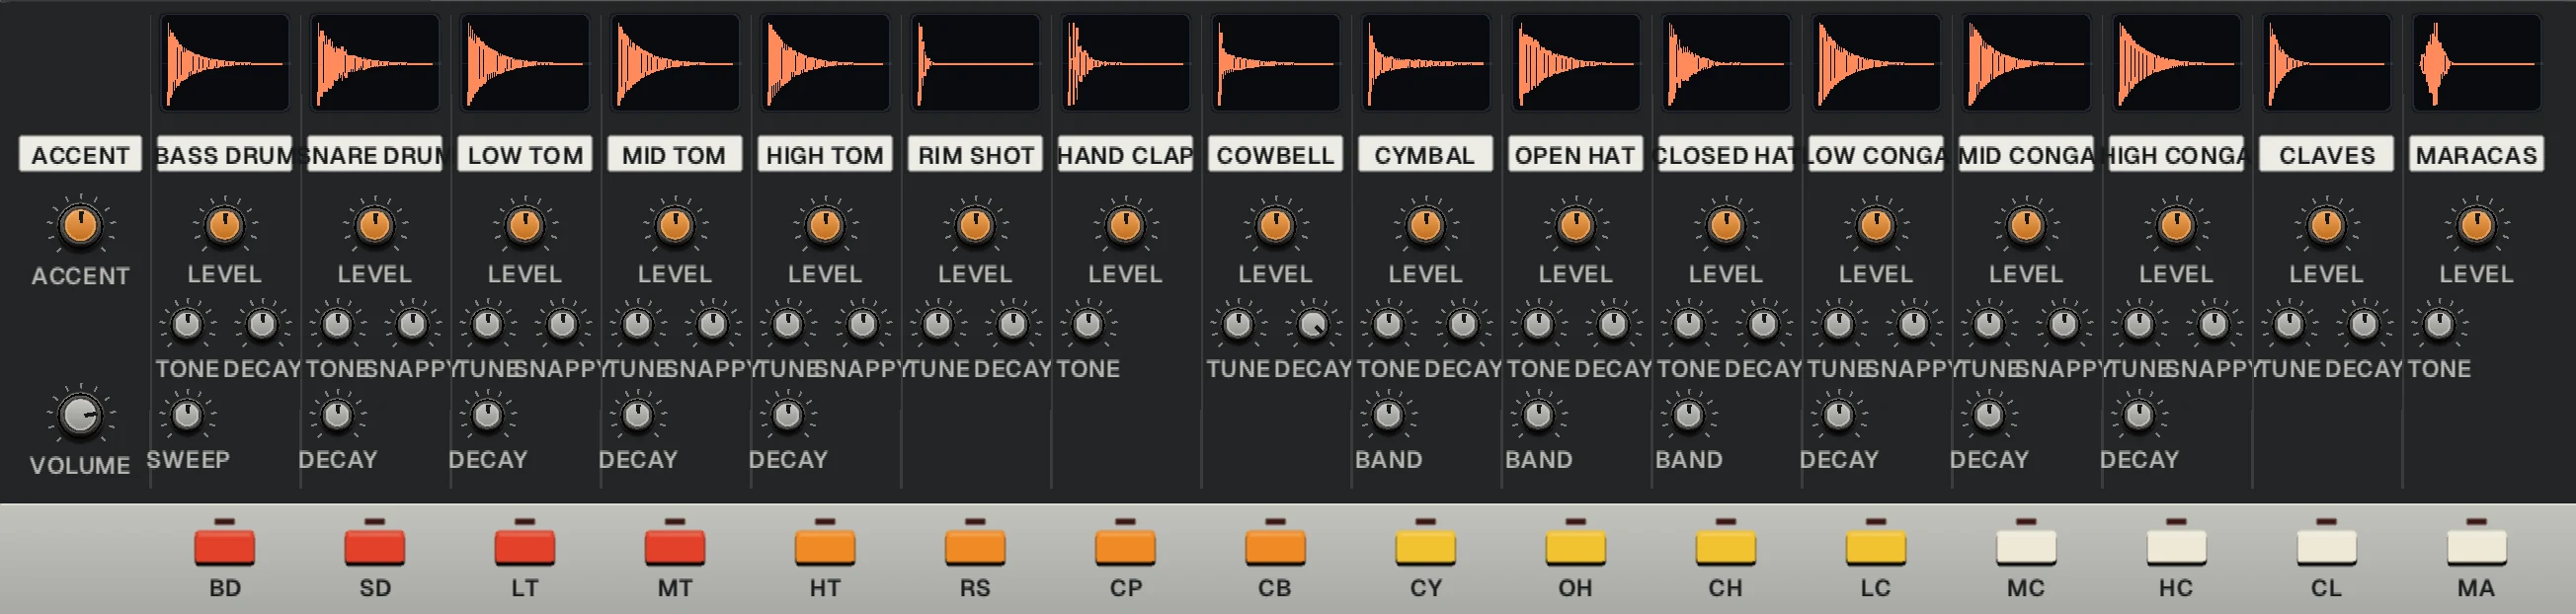 ACCENT BASS DRUM SNARE DRUM LOW TOM MID TOM HIGH TOM RIM SHOT HAND CLAP COWBELL CYMBAL OPEN HAT CLOSED HAT LOW CONGA MID CONGA HIGH CONGA CLAVES MARACAS
ACCENT LEVEL LEVEL LEVEL LEVEL LEVEL LEVEL LEVEL LEVEL LEVEL LEVEL LEVEL LEVEL LEVEL LEVEL LEVEL LEVEL
TONE DECAY TONE SNAPPY TUNE SNAPPY TUNE SNAPPY TUNE SNAPPY TUNE DECAY TONE TUNE DECAY TONE DECAY TONE DECAY TONE DECAY TUNE SNAPPY TUNE SNAPPY TUNE SNAPPY TUNE DECAY TONE
VOLUME SWEEP DECAY DECAY DECAY DECAY BAND BAND BAND DECAY DECAY DECAY
BD SD LT MT HT RS CP CB CY OH CH LC MC HC CL MA